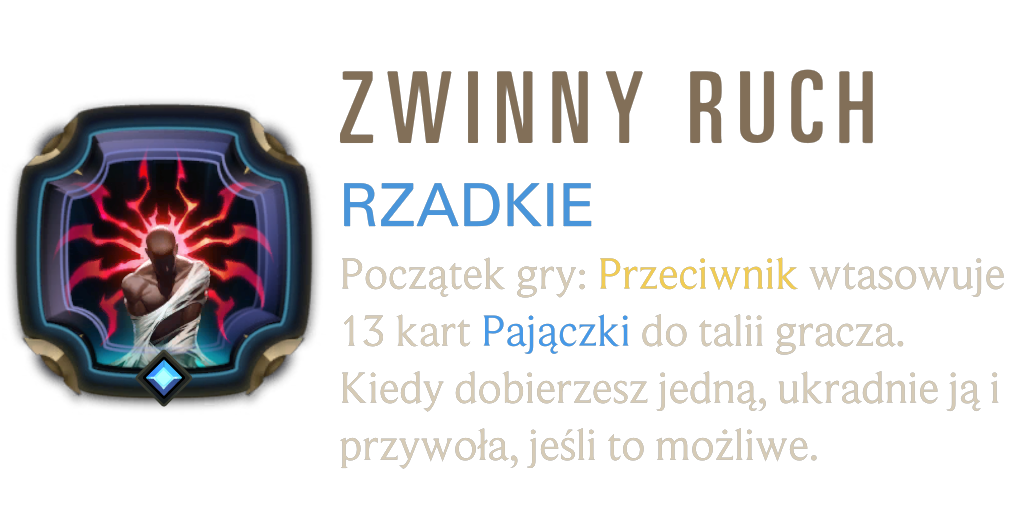 ZWINNY RUCH
RZADKIE
Początek gry: Przeciwnik wtasowuje
13 kart Pajączki do talii gracza.
Kiedy dobierzesz jedną, ukradnie ją i
przywoła, jeśli to możliwe.